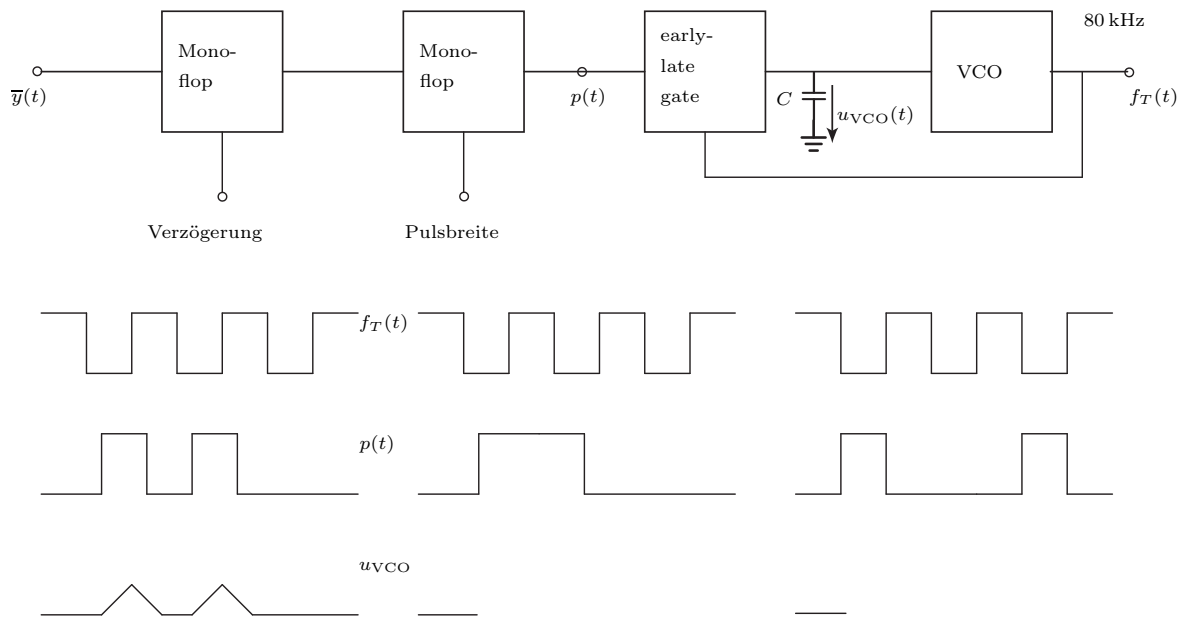 80 kHz
Mono-
flop
Mono-
flop
early-
late
gate
VCO
y̅(t)
p(t)
C
u_VCO(t)
f_T(t)
Verzögerung
Pulsbreite
f_T(t)
p(t)
u_VCO